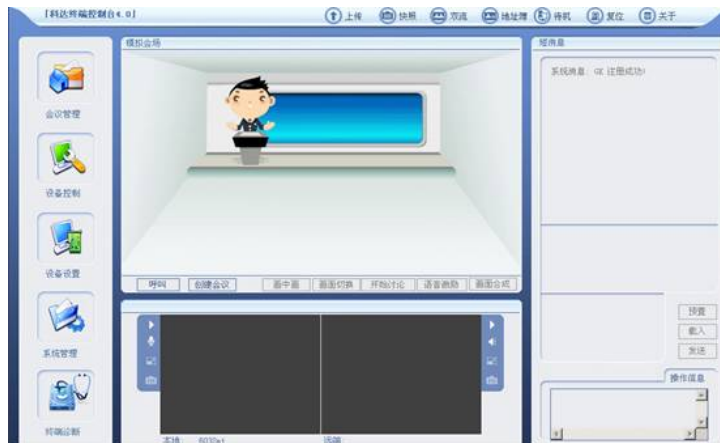 [科达终端控制台4.0]
上传 快照 双流 地址簿 待机 复位 关于
模拟会场
短消息
系统消息: GK 注册成功!
会议管理
设备控制
设备设置
系统管理
终端诊断
呼叫 创建会议 画中画 画面切换 开始讨论 语音激励 画面合成
预置
载入
发送
操作信息
本地:
远端: